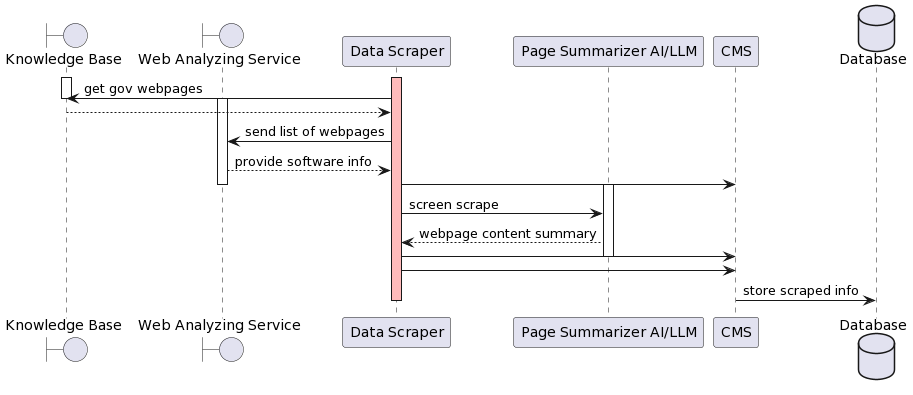 Knowledge Base
Web Analyzing Service
Data Scraper
Page Summarizer AI/LLM
CMS
Database
get gov webpages
send list of webpages
provide software info
screen scrape
webpage content summary
store scraped info
Knowledge Base
Web Analyzing Service
Data Scraper
Page Summarizer AI/LLM
CMS
Database